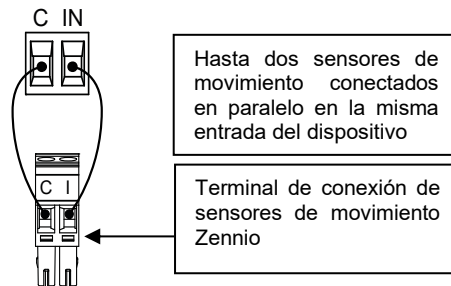 C IN
Hasta dos sensores de
movimiento conectados
en paralelo en la misma
entrada del dispositivo
C I
Terminal de conexión de
sensores de movimiento
Zennio